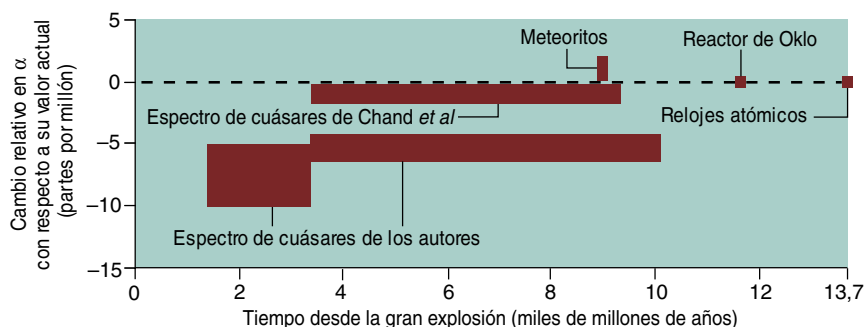 Cambio relativo en α
con respecto a su valor actual
(partes por millón)
5
0
−5
−10
−15
Meteoritos
Reactor de Oklo
Espectro de cuásares de Chand et al
Relojes atómicos
Espectro de cuásares de los autores
0 2 4 6 8 10 12 13,7
Tiempo desde la gran explosión (miles de millones de años)